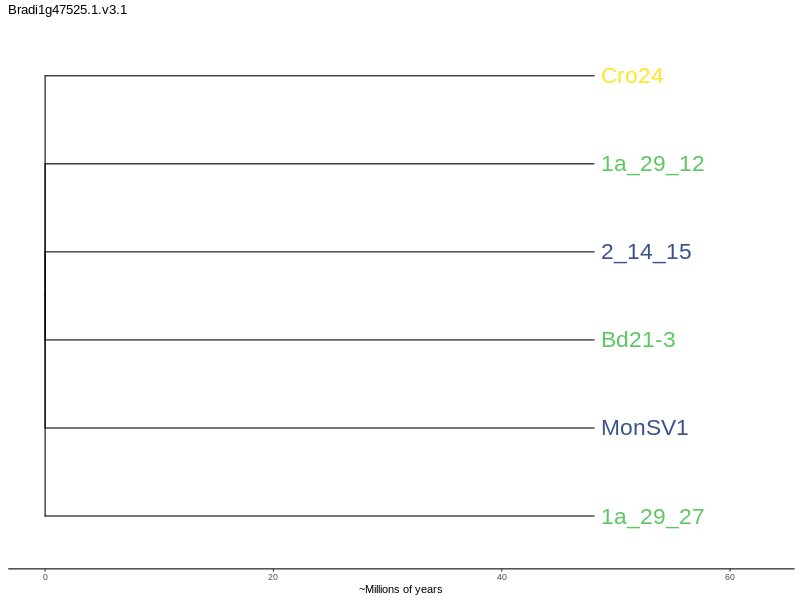 Bradi1g47525.1.v3.1
Cro24
1a_29_12
2_14_15
Bd21-3
MonSV1
1a_29_27
0 20 40 60
~Millions of years